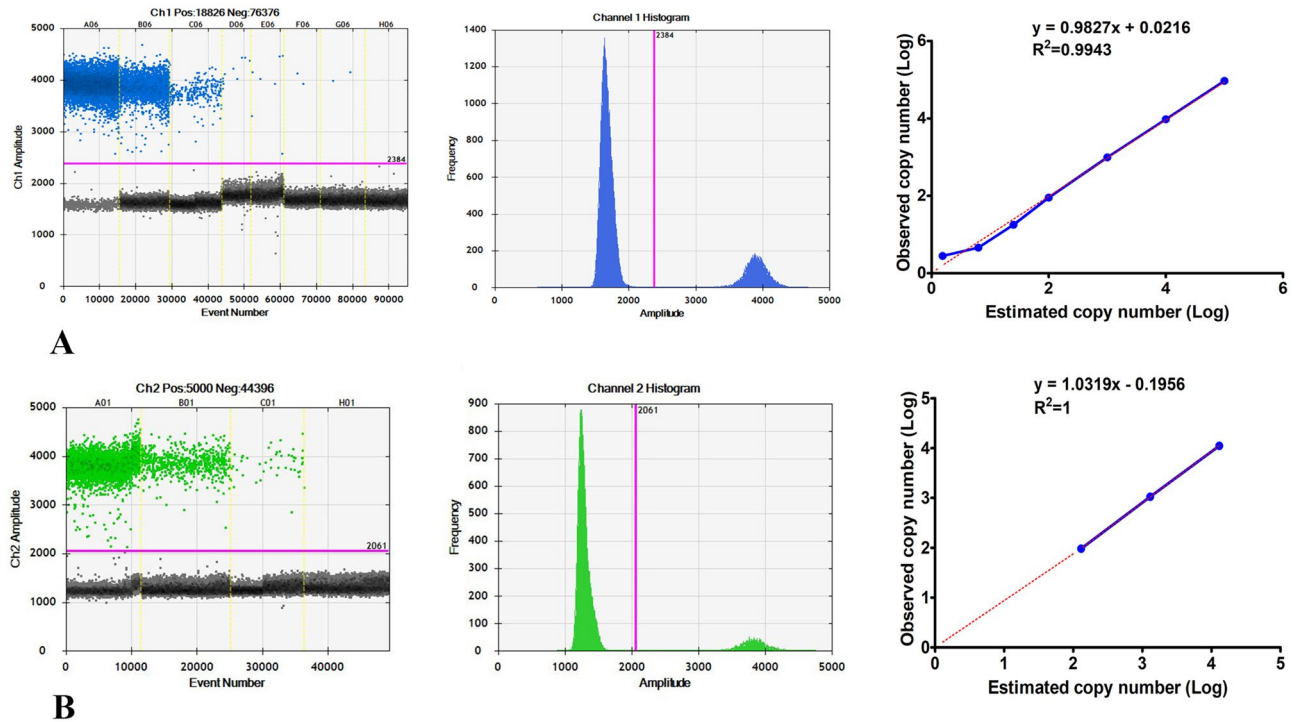 Ch1 Pos:18826 Neg:76376
A06 B06 C06 D06 E06 F06 G06 H06
5000
4000
3000
2000
1000
0
Ch1 Amplitude
2384
0 10000 20000 30000 40000 50000 60000 70000 80000 90000
Event Number
Channel 1 Histogram
2384
1400
1200
1000
800
600
400
200
0
Frequency
1000 2000 3000 4000 5000
Amplitude
y = 0.9827x + 0.0216
R²=0.9943
6
4
2
0
Observed copy number (Log)
0 2 4 6
Estimated copy number (Log)
A
Ch2 Pos:5000 Neg:44396
A01 B01 C01 H01
5000
4000
3000
2000
1000
0
Ch2 Amplitude
2061
0 10000 20000 30000 40000
Event Number
Channel 2 Histogram
2061
900
800
700
600
500
400
300
200
100
0
Frequency
0 1000 2000 3000 4000 5000
Amplitude
y = 1.0319x - 0.1956
R²=1
5
4
3
2
1
0
Observed copy number (Log)
0 1 2 3 4 5
Estimated copy number (Log)
B